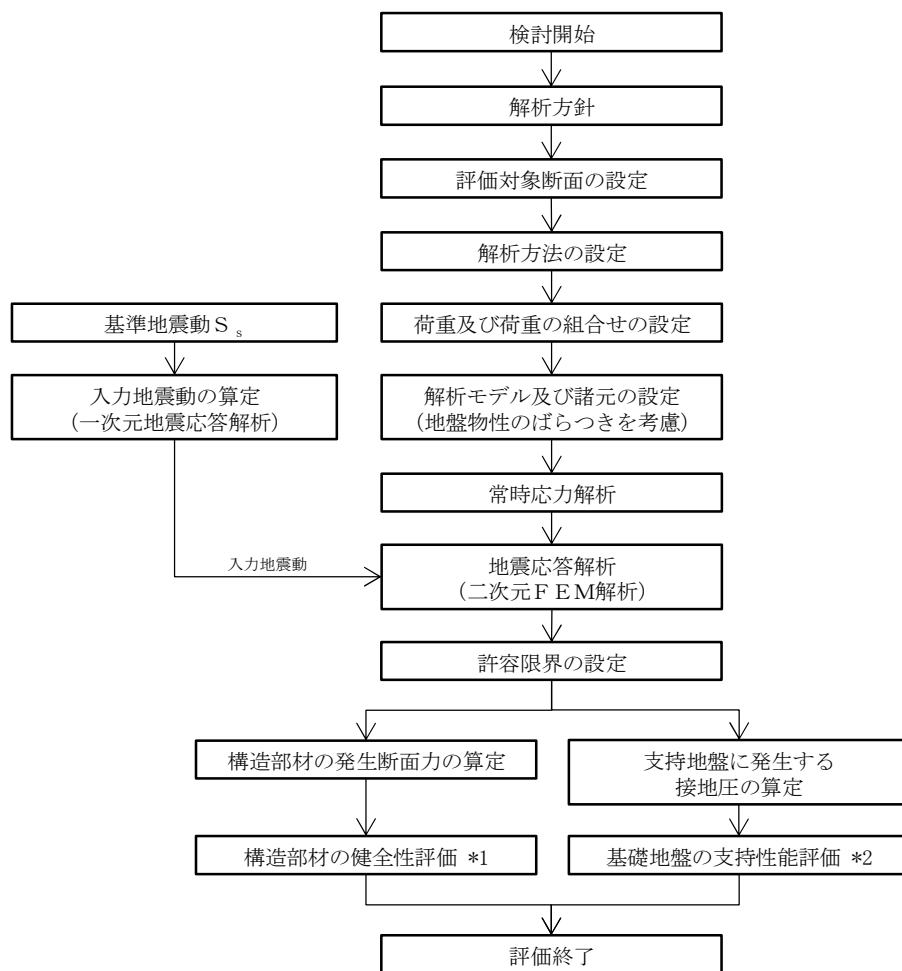 検討開始
解析方針
評価対象断面の設定
解析方法の設定
基準地震動Ｓs
荷重及び荷重の組合せの設定
入力地震動の算定
（一次元地震応答解析）
解析モデル及び諸元の設定
（地盤物性のばらつきを考慮）
常時応力解析
入力地震動
地震応答解析
（二次元ＦＥＭ解析）
許容限界の設定
構造部材の発生断面力の算定
支持地盤に発生する
接地圧の算定
構造部材の健全性評価 *1
基礎地盤の支持性能評価 *2
評価終了